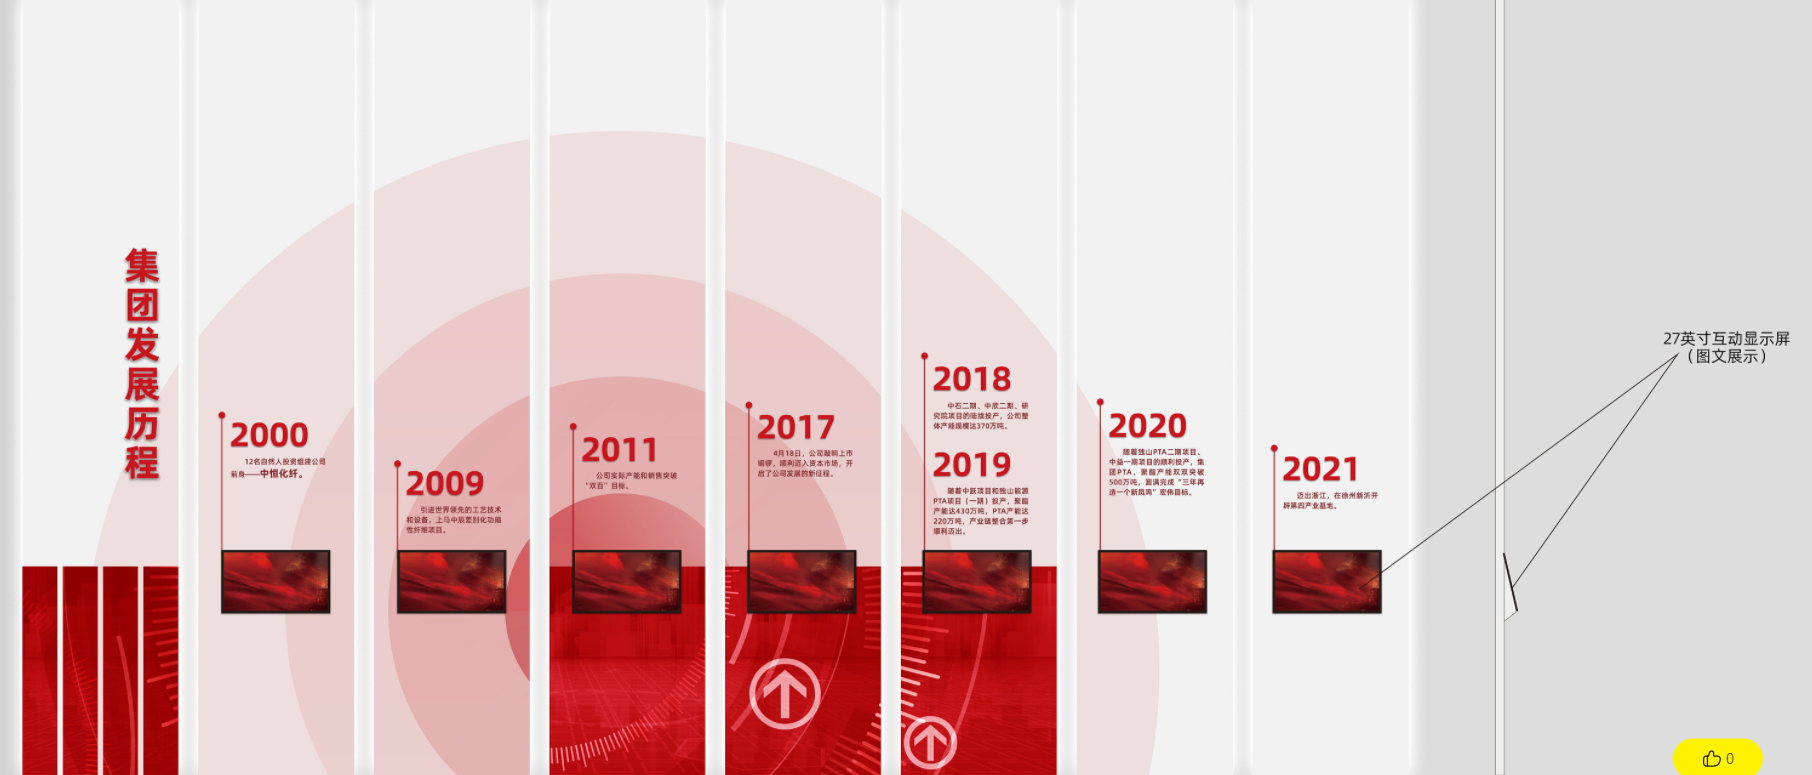 集团发展历程
2000
12名自然人投资组建公司
前身——中恒化纤。
2009
引进世界领先的工艺技术
和设备，上马中辰差别化功能
性纤维项目。
2011
公司实际产能和销售突破
“双百”目标。
2017
4月18日，公司敲响上市
铜锣，顺利迈入资本市场，开
启了公司发展的新征程。
2018
中石二期、中欣二期、研
究院项目的陆续投产，公司整
体产能规模达370万吨。
2019
随着中跃项目和独山能源
PTA项目（一期）投产，聚酯
产能达430万吨，PTA产能达
220万吨，产业链整合第一步
顺利迈出。
2020
随着独山PTA二期项目、
中益一期项目的顺利投产，集
团PTA、聚酯产能双双突破
500万吨，圆满完成“三年再
造一个新凤鸣”宏伟目标。
2021
迈出浙江，在徐州新沂开
辟第四产业基地。
27英寸互动显示屏
（图文展示）
0